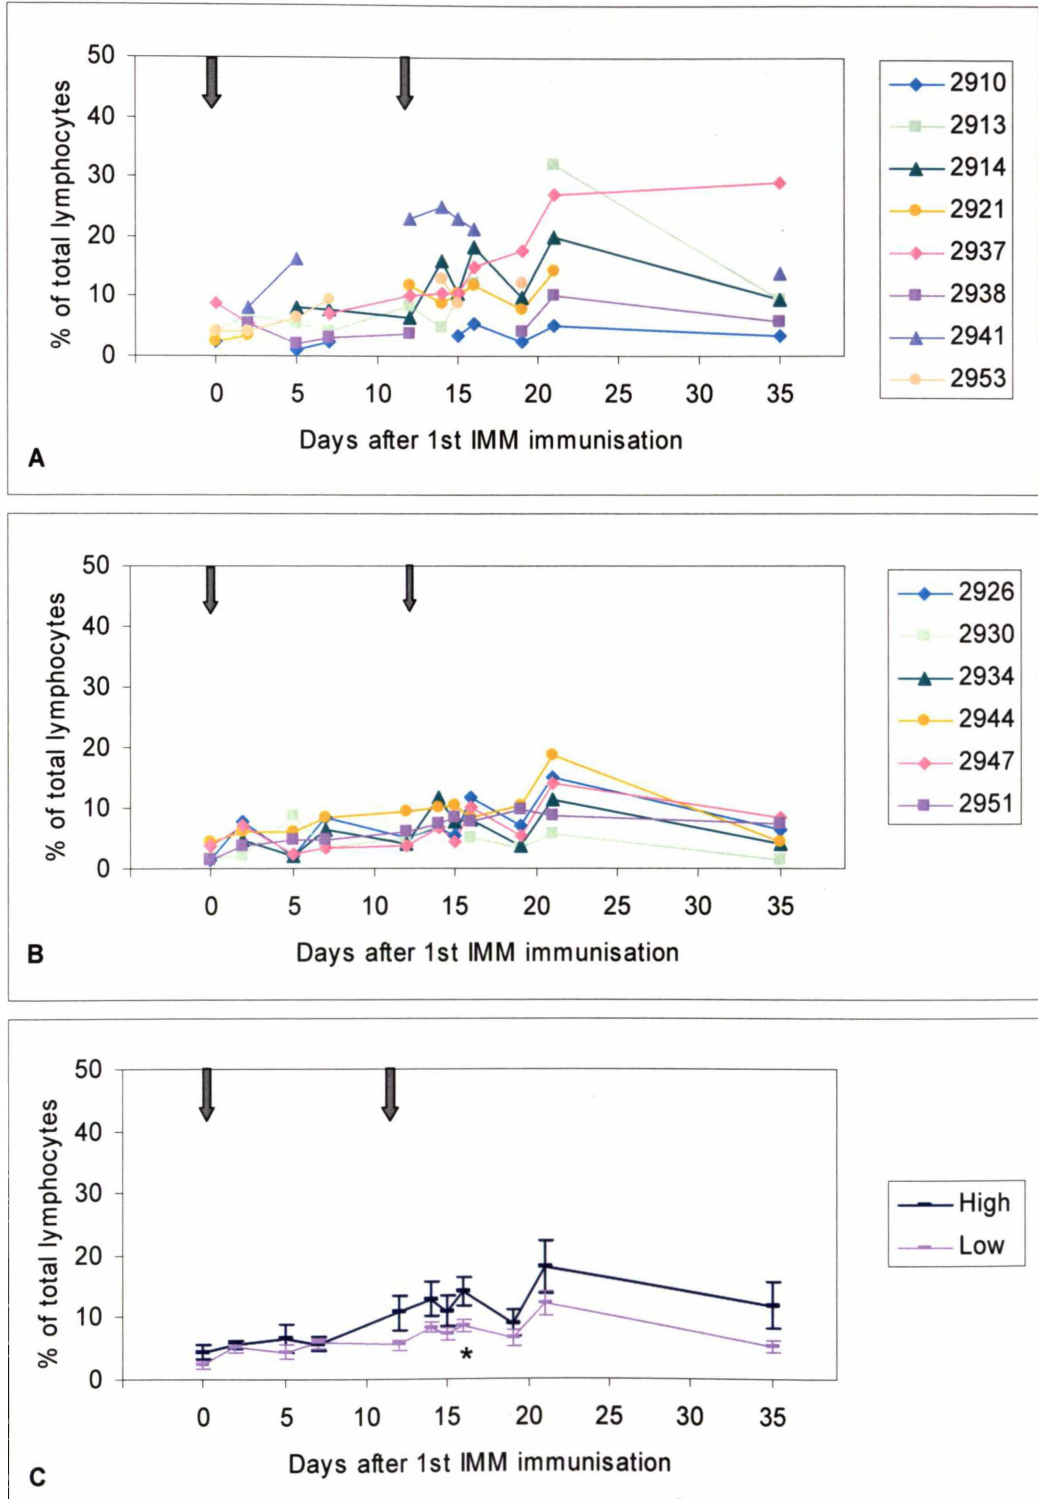 50
40
30
20
10
0
% of total lymphocytes
0 5 10 15 20 25 30 35
Days after 1st IMM immunisation
A
2910
2913
2914
2921
2937
2938
2941
2953
50
40
30
20
10
0
% of total lymphocytes
0 5 10 15 20 25 30 35
Days after 1st IMM immunisation
B
2926
2930
2934
2944
2947
2951
50
40
30
20
10
0
% of total lymphocytes
*
0 5 10 15 20 25 30 35
Days after 1st IMM immunisation
C
High
Low